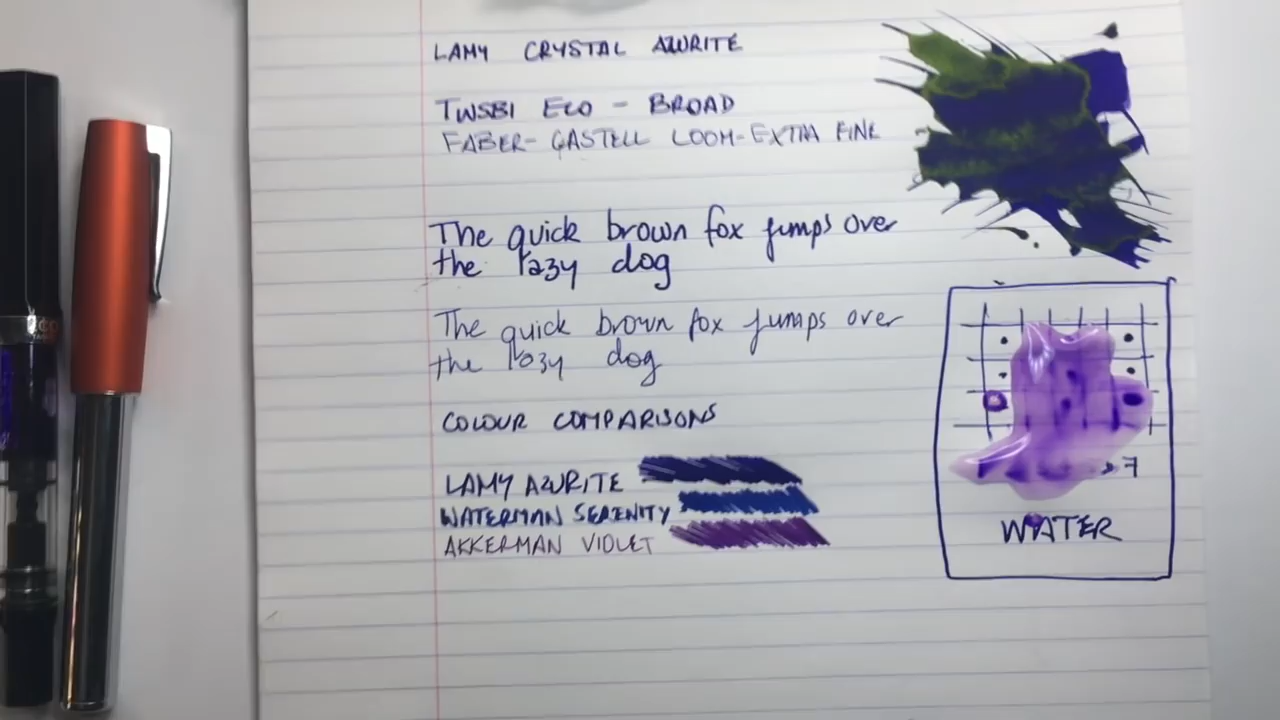 LAMY CRYSTAL AZURITE
TWSBI ECO - BROAD
FABER-CASTELL LOOM-EXTRA FINE
The quick brown fox jumps over
the lazy dog
The quick brown fox jumps over
the lazy dog
COLOUR COMPARISONS
LAMY AZURITE
WATERMAN SERENITY
AKKERMAN VIOLET
WATER